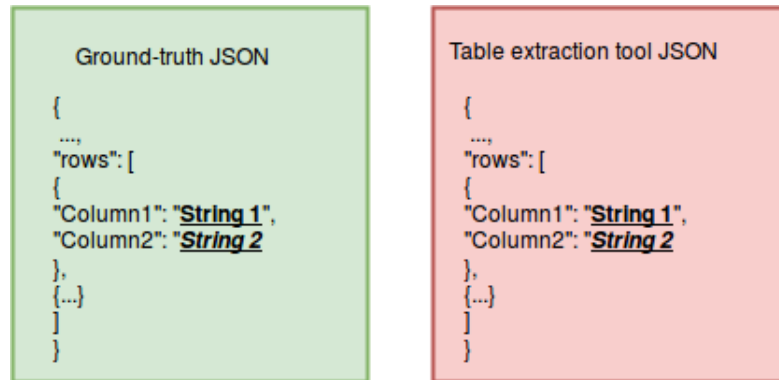 Ground-truth JSON
{
...,
"rows": [
{
"Column1": "String 1",
"Column2": "String 2
},
{...}
]
}
Table extraction tool JSON
{
...,
"rows": [
{
"Column1": "String 1",
"Column2": "String 2
},
{...}
]
}